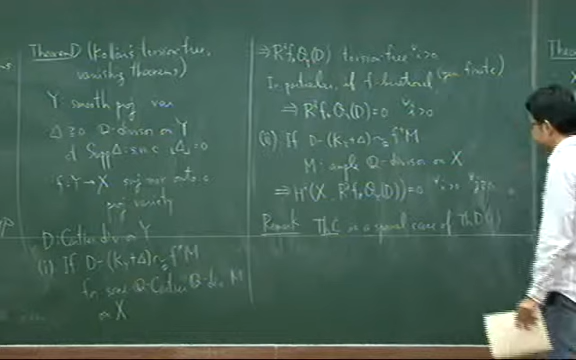 Theorem D (Kollár's torsion-free,
vanishing theorems)
Y: smooth proj. var.
Δ ≥ 0 Q-divisor on Y
Supp Δ: s.n.c. ⌊Δ⌋=0
f: Y → X surj. mor. onto a
proj variety
D: Cartier div on Y
(i) If D-(K_Y+Δ) ~_Q f*M
for some Q-Cartier Q-div M
on X
⇒ R^i f_* O_Y(D) torsion-free ∀i≥0
In particular, if f birational (gen. finite)
⇒ R^i f_* O_Y(D)=0 ∀i>0
(ii) If D-(K_Y+Δ) ~_Q f*M
M: ample Q-divisor on X
⇒ H^i(X, R^j f_* O_Y(D))=0 ∀i>0 ∀j≥0
Remark Th C is a special case of Th D
Theo